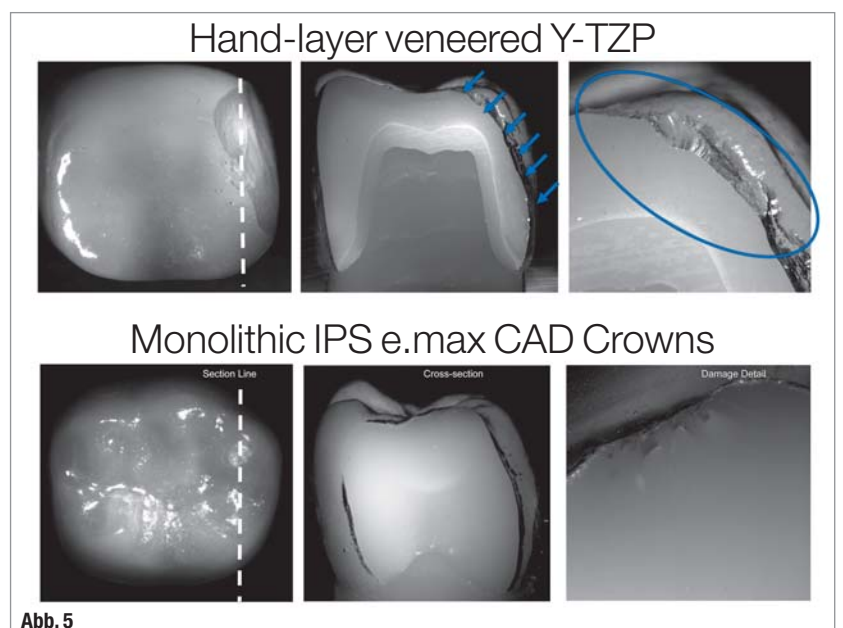 Hand-layer veneered Y-TZP
Monolithic IPS e.max CAD Crowns
Section Line
Cross-section
Damage Detail
Abb. 5